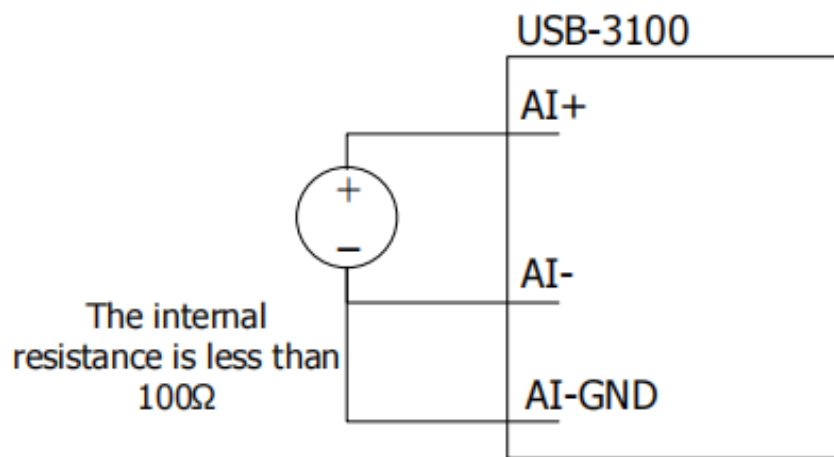 USB-3100
AI+
+
−
AI-
The internal
resistance is less than
100Ω
AI-GND